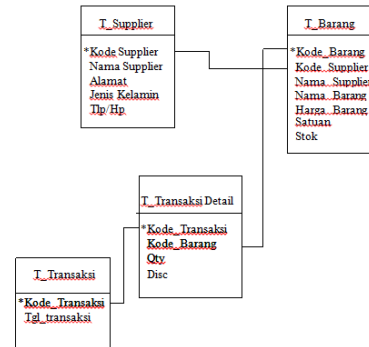 T_Supplier
*Kode Supplier
Nama Supplier
Alamat
Jenis Kelamin
Tlp/Hp
T_Barang
*Kode_Barang
Kode_Supplier
Nama_Supplier
Nama_Barang
Harga_Barang
Satuan
Stok
T_Transaksi Detail
*Kode_Transaksi
Kode_Barang
Qty
Disc
T_Transaksi
*Kode_Transaksi
Tgl_transaksi